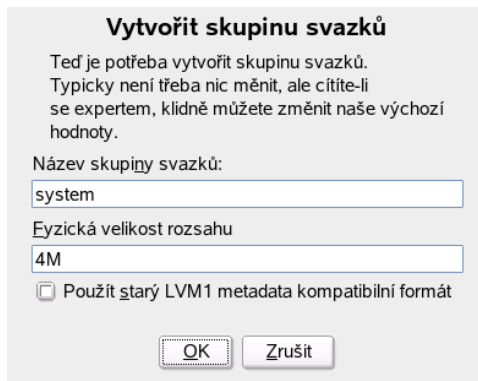 Vytvořit skupinu svazků
Teď je potřeba vytvořit skupinu svazků.
Typicky není třeba nic měnit, ale cítíte-li
se expertem, klidně můžete změnit naše výchozí
hodnoty.
Název skupiny svazků:
system
Fyzická velikost rozsahu
4M
Použít starý LVM1 metadata kompatibilní formát
OK Zrušit